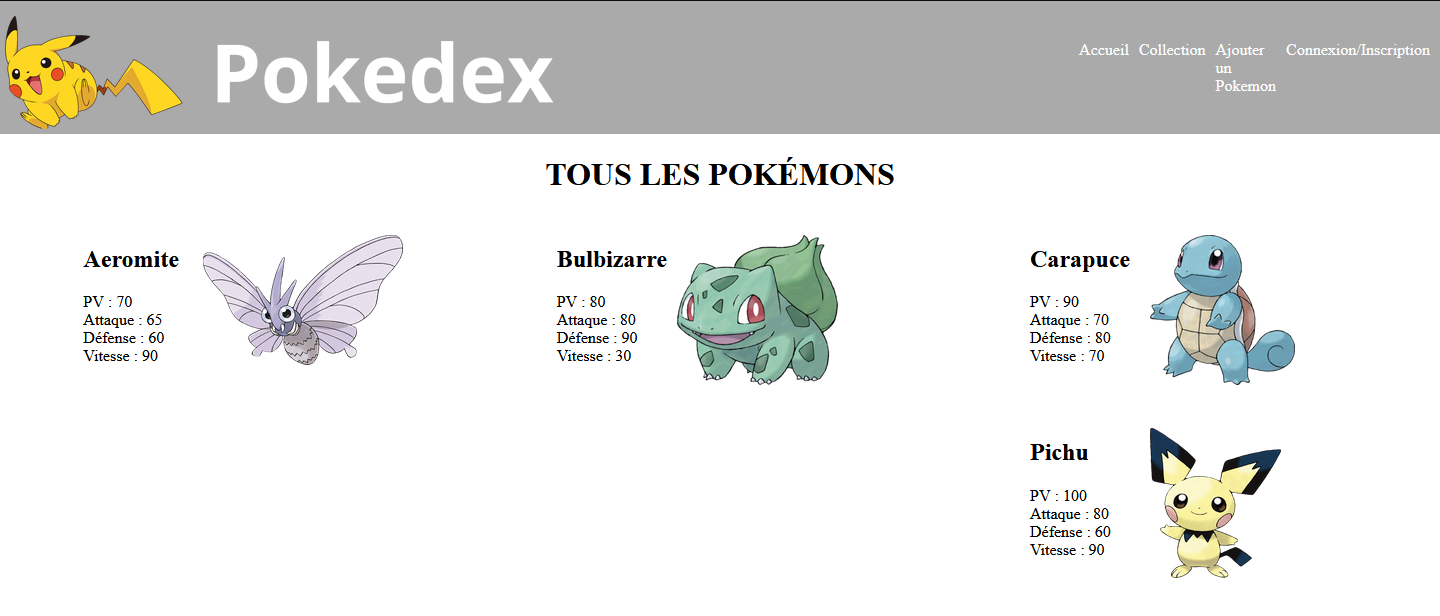 Pokedex
Accueil Collection Ajouter
un
Pokemon
Connexion/Inscription
TOUS LES POKÉMONS
Aeromite
PV : 70
Attaque : 65
Défense : 60
Vitesse : 90
Bulbizarre
PV : 80
Attaque : 80
Défense : 90
Vitesse : 30
Carapuce
PV : 90
Attaque : 70
Défense : 80
Vitesse : 70
Pichu
PV : 100
Attaque : 80
Défense : 60
Vitesse : 90